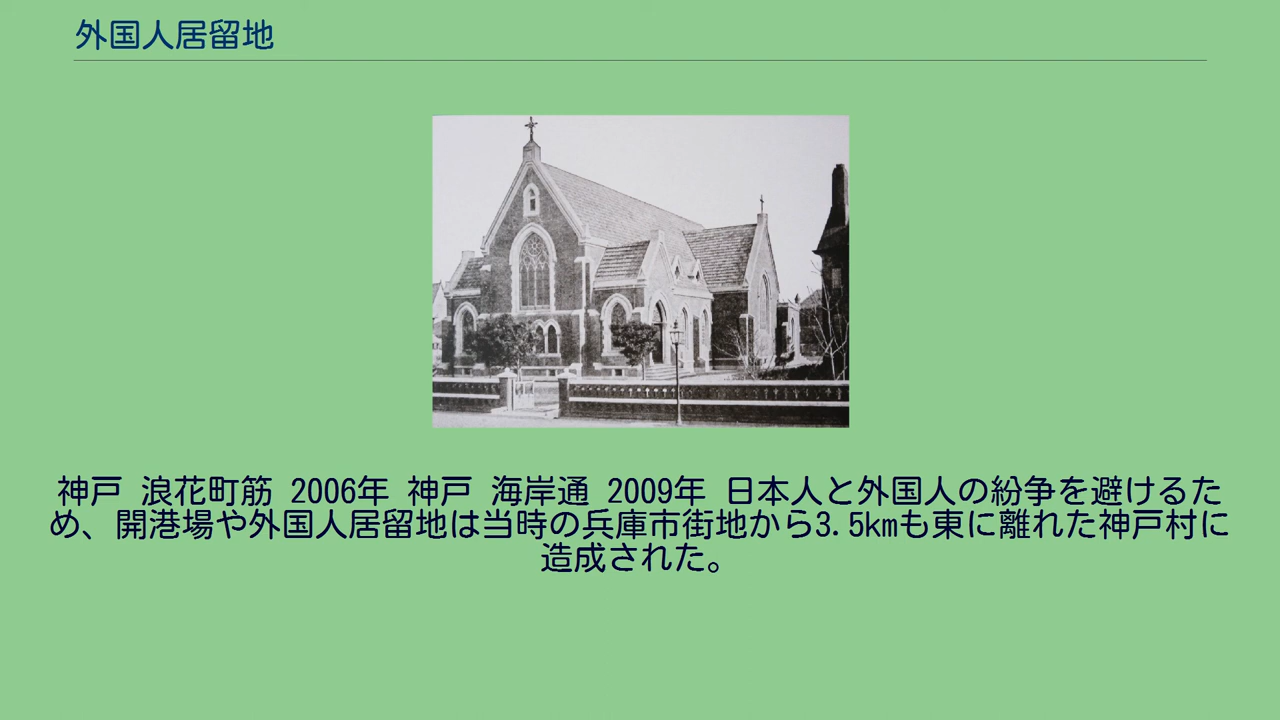 外国人居留地
神戸 浪花町筋 2006年 神戸 海岸通 2009年 日本人と外国人の紛争を避けるた
め、開港場や外国人居留地は当時の兵庫市街地から3.5kmも東に離れた神戸村に
造成された。